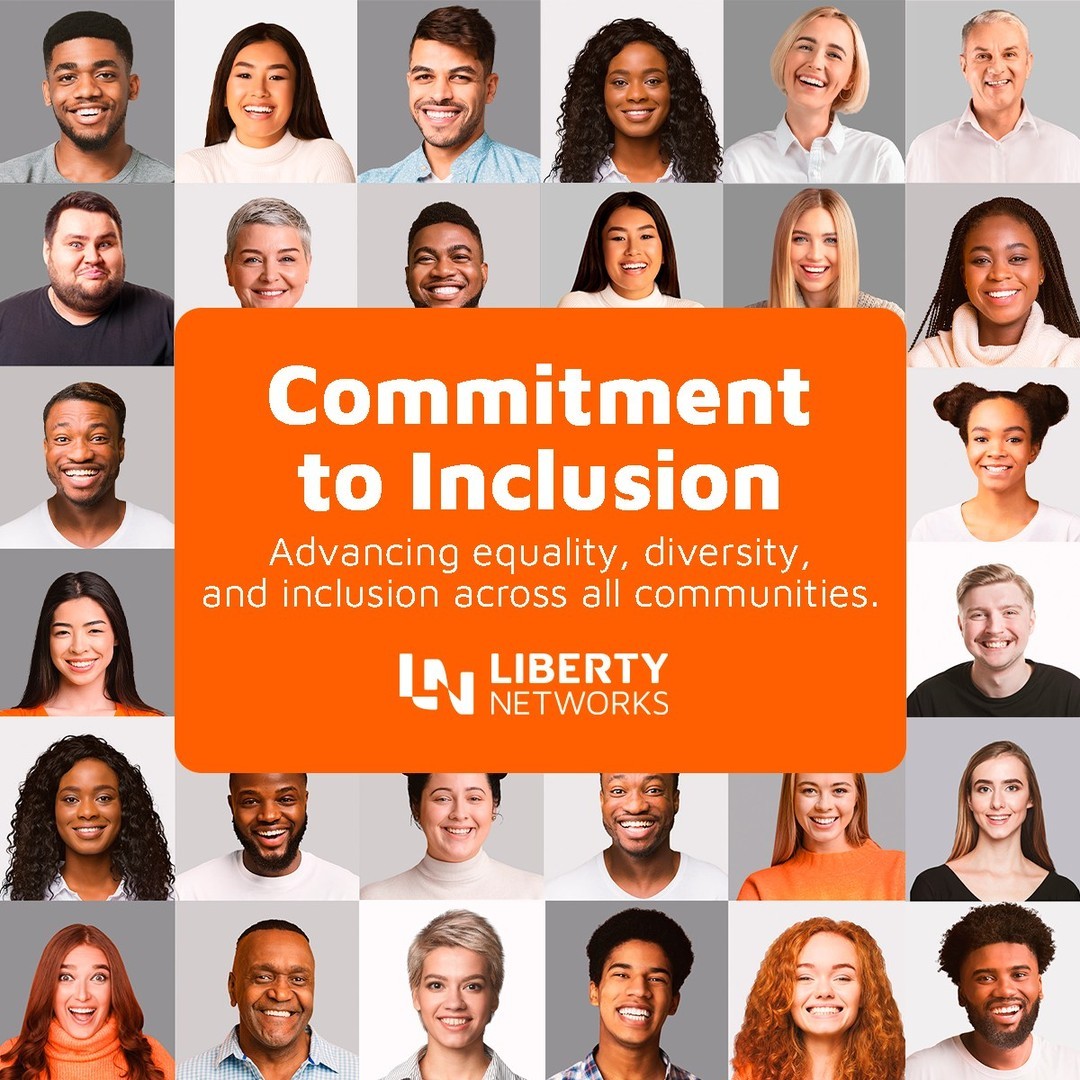 Commitment
to Inclusion
Advancing equality, diversity,
and inclusion across all communities.
LN LIBERTY
NETWORKS